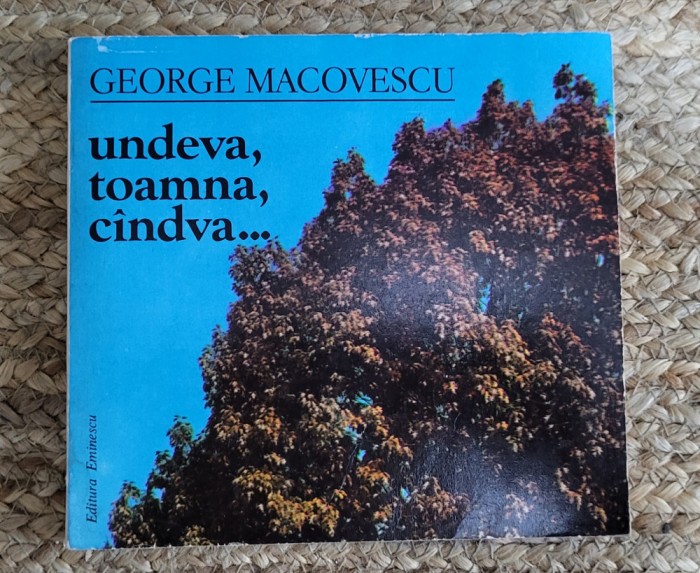 GEORGE MACOVESCU
undeva,
toamna,
cîndva...
Editura Eminescu